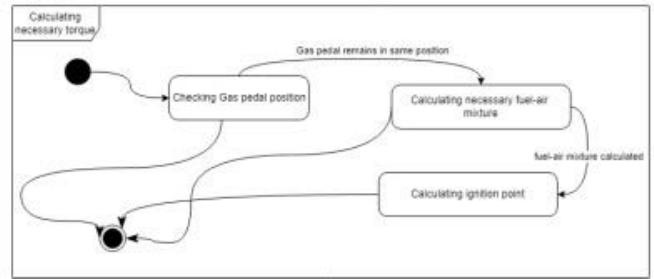 Calculating
necessary torque
Gas pedal remains in same position
Checking Gas pedal position
Calculating necessary fuel-air
mixture
fuel-air mixture calculated
Calculating ignition point